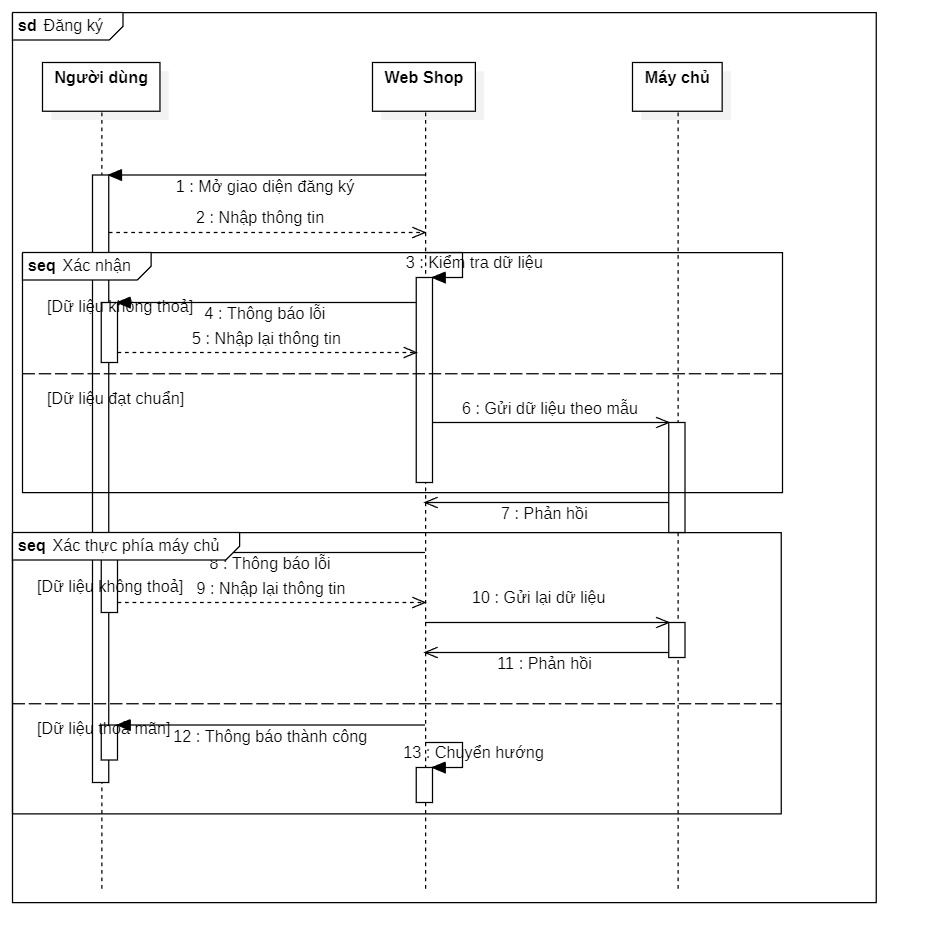 sd Đăng ký
Người dùng
Web Shop
Máy chủ
1 : Mở giao diện đăng ký
2 : Nhập thông tin
seq Xác nhận
3 : Kiểm tra dữ liệu
[Dữ liệu không thoả]
4 : Thông báo lỗi
5 : Nhập lại thông tin
[Dữ liệu đạt chuẩn]
6 : Gửi dữ liệu theo mẫu
7 : Phản hồi
seq Xác thực phía máy chủ
8 : Thông báo lỗi
[Dữ liệu không thoả]
9 : Nhập lại thông tin
10 : Gửi lại dữ liệu
11 : Phản hồi
[Dữ liệu thoả mãn]
12 : Thông báo thành công
13 : Chuyển hướng